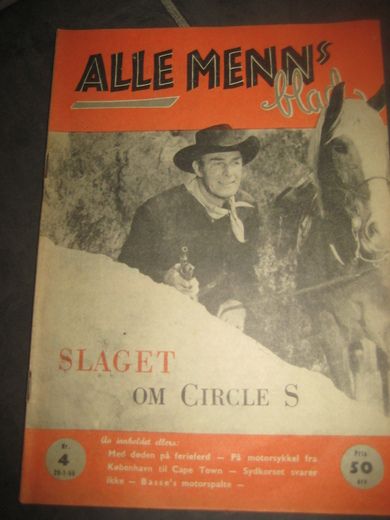 ALLE MENNS
blad
SLAGET
OM CIRCLE S
Nr.
4
Av innholdet ellers:
Med døden på ferieferd — På motorsykkel fra
København til Cape Town — Sydkorset svarer
ikke — Basse's motorspalte —
Pris
50
øre